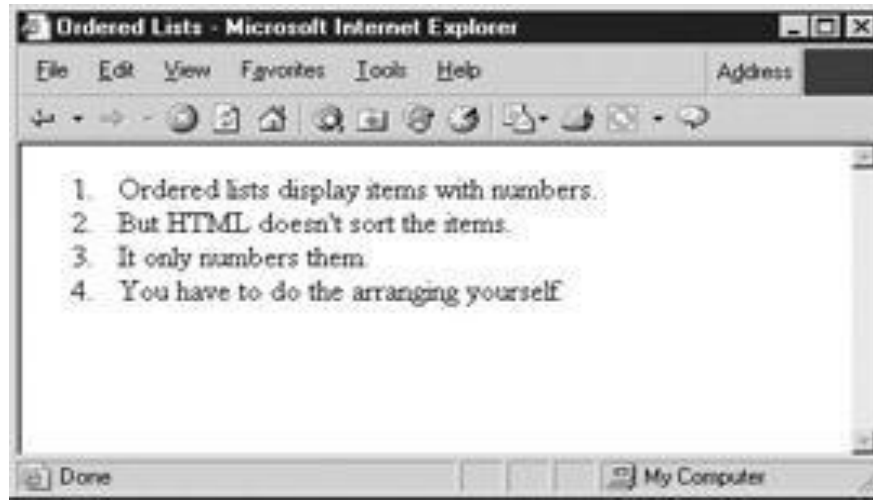 Ordered Lists - Microsoft Internet Explorer
File Edit View Favorites Tools Help Address
1. Ordered lists display items with numbers.
2. But HTML doesn't sort the items.
3. It only numbers them.
4. You have to do the arranging yourself.
Done My Computer